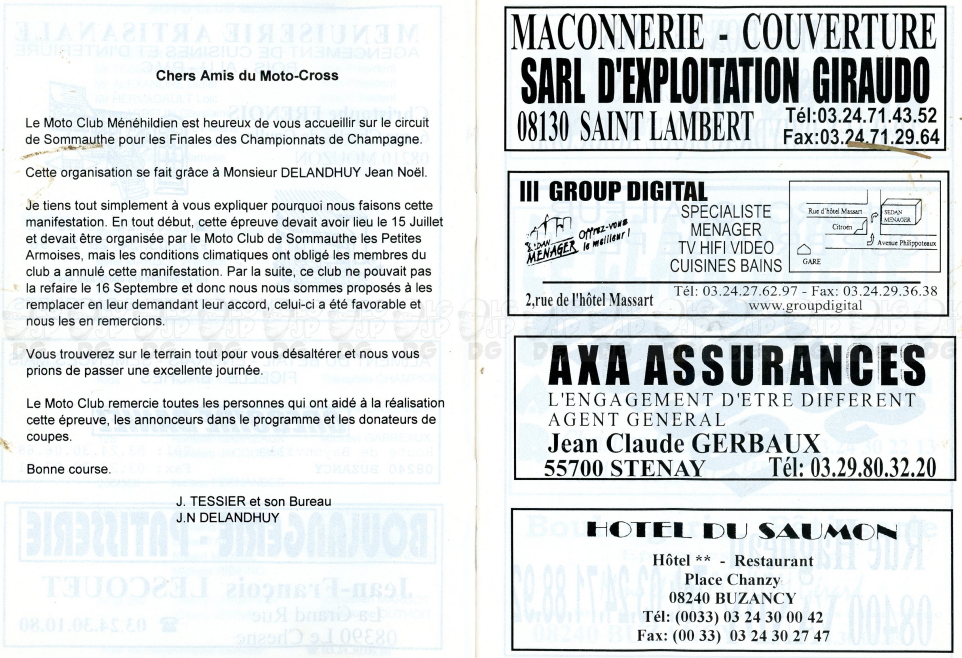 Chers Amis du Moto-Cross
Le Moto Club Ménéhildien est heureux de vous accueillir sur le circuit
de Sommauthe pour les Finales des Championnats de Champagne.
Cette organisation se fait grâce à Monsieur DELANDHUY Jean Noël.
Je tiens tout simplement à vous expliquer pourquoi nous faisons cette
manifestation. En tout début, cette épreuve devait avoir lieu le 15 Juillet
et devait être organisée par le Moto Club de Sommauthe les Petites
Armoises, mais les conditions climatiques ont obligé les membres du
club a annulé cette manifestation. Par la suite, ce club ne pouvait pas
la refaire le 16 Septembre et donc nous nous sommes proposés à les
remplacer en leur demandant leur accord, celui-ci a été favorable et
nous les en remercions.
Vous trouverez sur le terrain tout pour vous désaltérer et nous vous
prions de passer une excellente journée.
Le Moto Club remercie toutes les personnes qui ont aidé à la réalisation
cette épreuve, les annonceurs dans le programme et les donateurs de
coupes.
Bonne course.
J. TESSIER et son Bureau
J.N DELANDHUY
MACONNERIE - COUVERTURE
SARL D'EXPLOITATION GIRAUDO
08130 SAINT LAMBERT
Tél:03.24.71.43.52
Fax:03.24.71.29.64
III GROUP DIGITAL
SEDAN MENAGER
Offrez-vous
le meilleur !
SPECIALISTE
MENAGER
TV HIFI VIDEO
CUISINES BAINS
Rue d'hôtel Massart
Citroën
SEDAN
MENAGER
Avenue Philippoteaux
GARE
2,rue de l'hôtel Massart
Tél: 03.24.27.62.97 - Fax: 03.24.29.36.38
www.groupdigital
AXA ASSURANCES
L'ENGAGEMENT D'ETRE DIFFERENT
AGENT GENERAL
Jean Claude GERBAUX
55700 STENAY Tél: 03.29.80.32.20
HOTEL DU SAUMON
Hôtel ** - Restaurant
Place Chanzy
08240 BUZANCY
Tél: (0033) 03 24 30 00 42
Fax: (00 33) 03 24 30 27 47